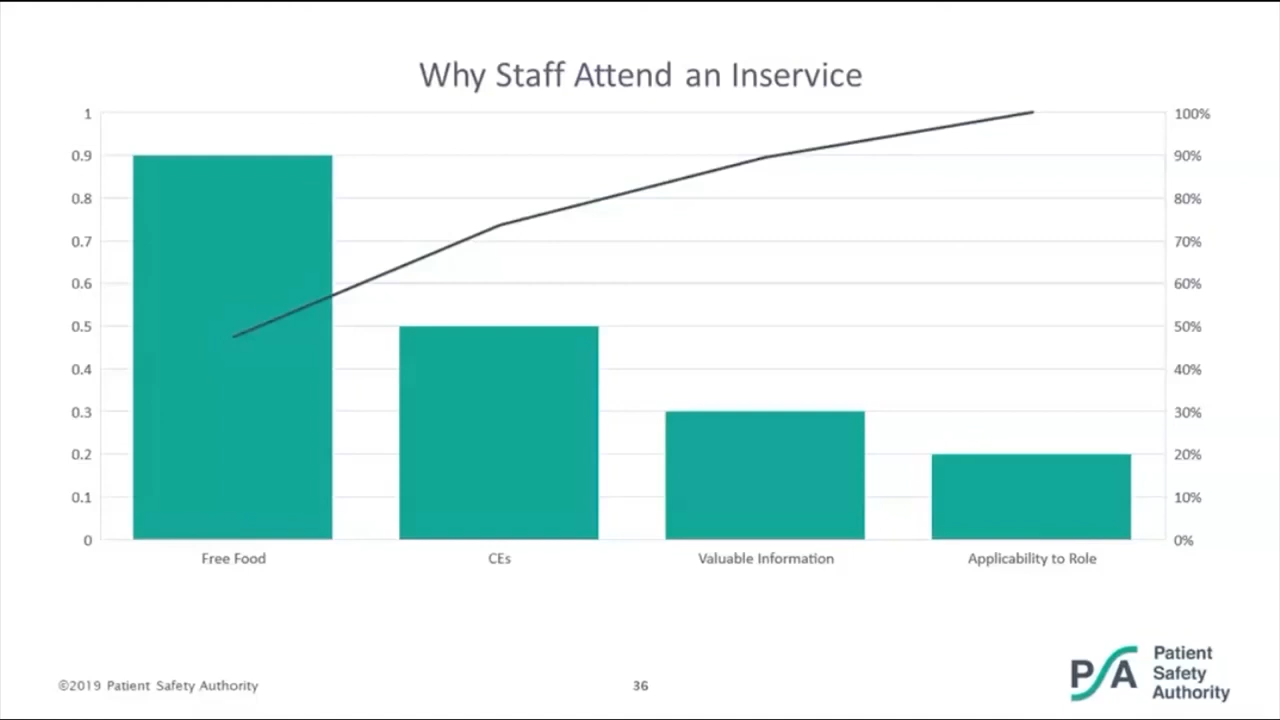 Why Staff Attend an Inservice
1
100%
0.9
90%
0.8
80%
0.7
70%
0.6
60%
0.5
50%
0.4
40%
0.3
30%
0.2
20%
0.1
10%
0
0%
Free Food
CEs
Valuable Information
Applicability to Role
©2019 Patient Safety Authority
36
PSA
Patient
Safety
Authority